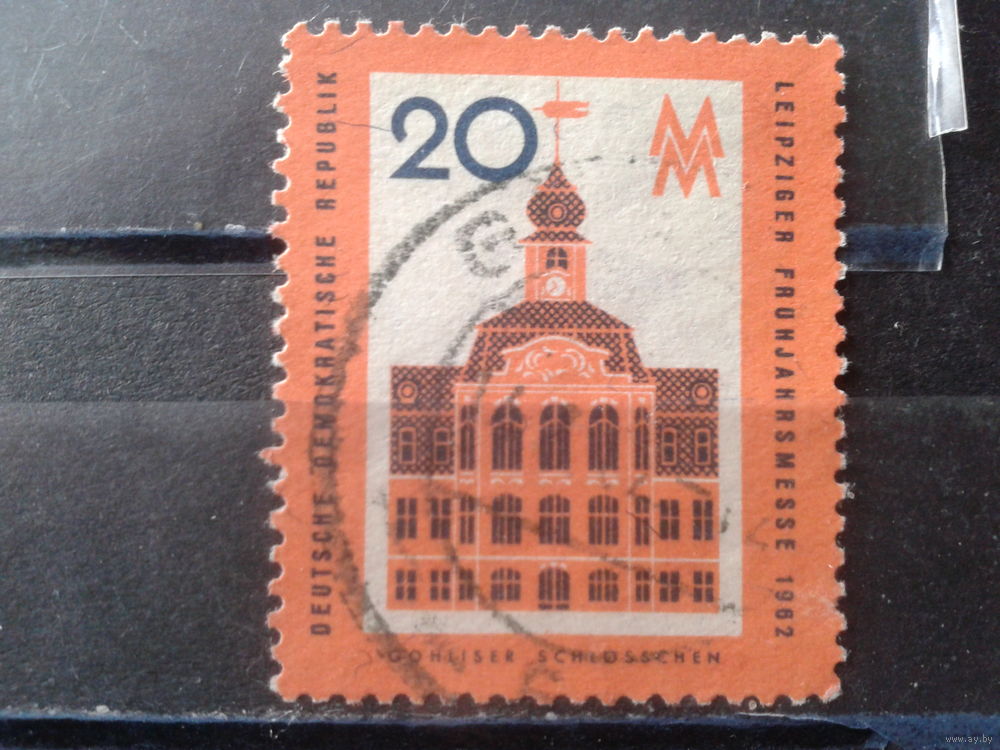 DEUTSCHE DEMOKRATISCHE REPUBLIK
20
MM
LEIPZIGER FRÜHJAHRSMESSE 1962
GOHLISER SCHLÖSSCHEN
www.ay.by